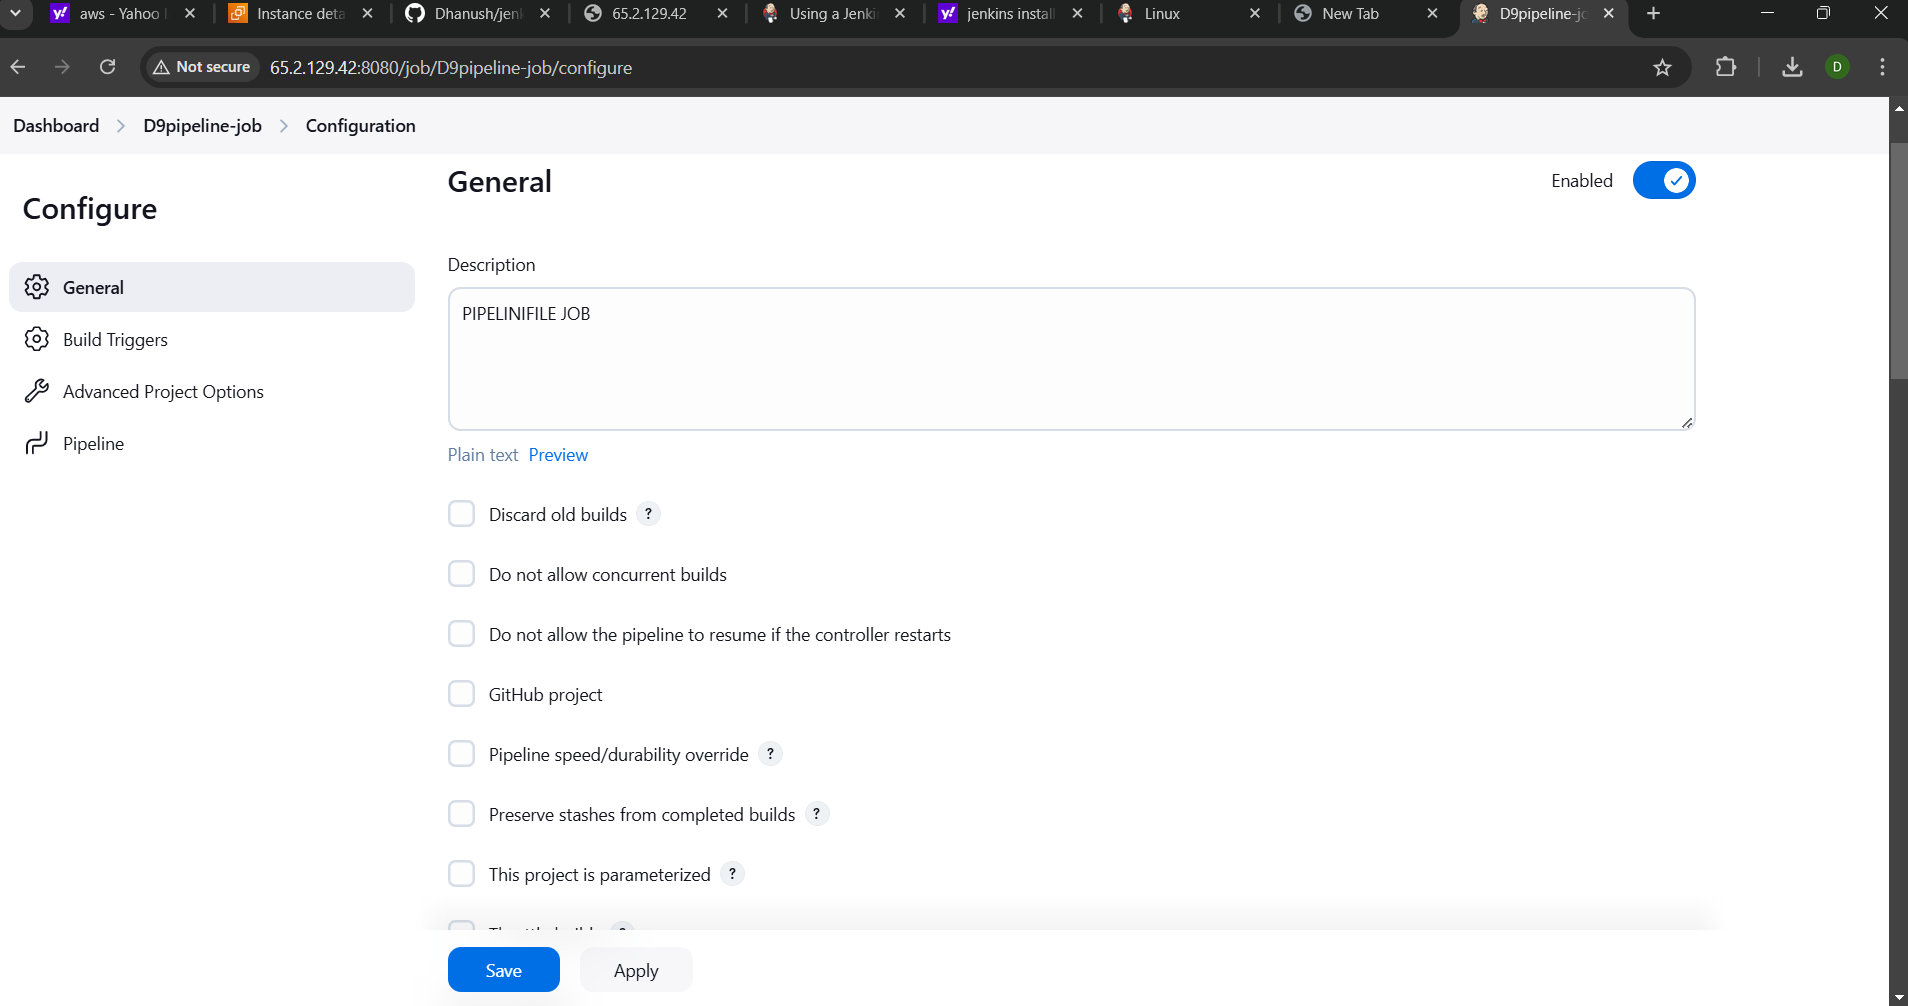 aws - Yahoo
Instance deta
Dhanush/jenk
65.2.129.42
Using a Jenki
jenkins install
Linux
New Tab
D9pipeline-jo
Not secure
65.2.129.42:8080/job/D9pipeline-job/configure
D
Dashboard
D9pipeline-job
Configuration
Configure
General
Build Triggers
Advanced Project Options
Pipeline
General
Enabled
Description
PIPELINIFILE JOB
Plain text Preview
Discard old builds ?
Do not allow concurrent builds
Do not allow the pipeline to resume if the controller restarts
GitHub project
Pipeline speed/durability override ?
Preserve stashes from completed builds ?
This project is parameterized ?
Save
Apply